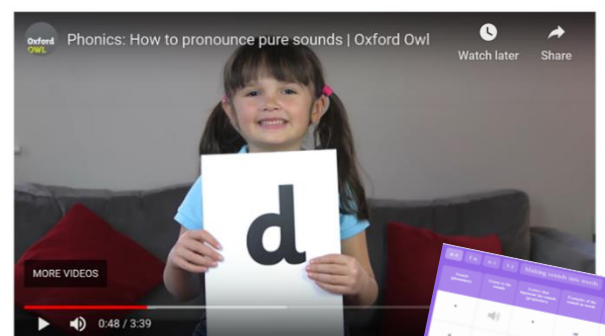 Oxford
OWL
Phonics: How to pronounce pure sounds | Oxford Owl
Watch later
Share
d
MORE VIDEOS
0:48 / 3:39
Making sounds into words